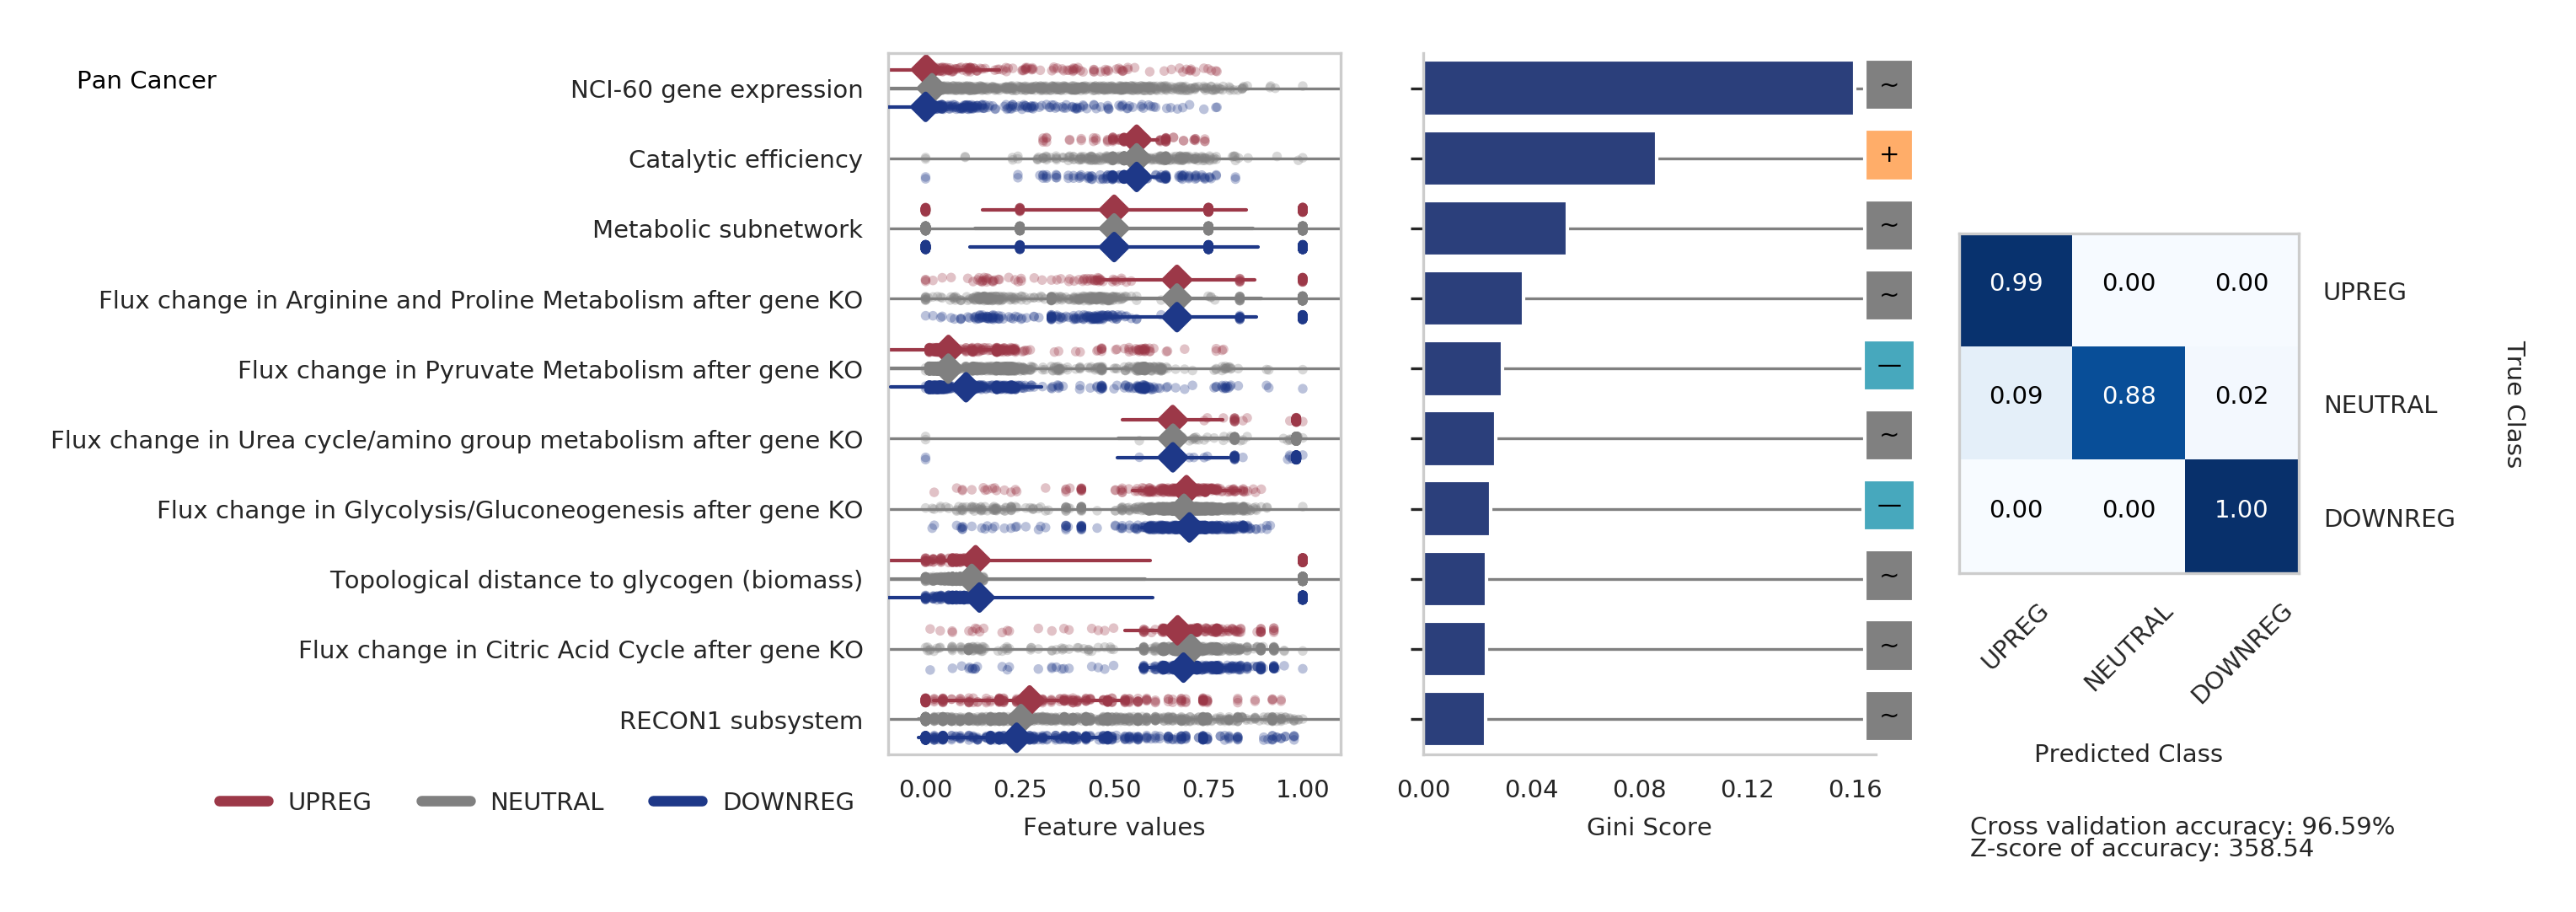 Pan Cancer
NCI-60 gene expression
Catalytic efficiency
Metabolic subnetwork
Flux change in Arginine and Proline Metabolism after gene KO
Flux change in Pyruvate Metabolism after gene KO
Flux change in Urea cycle/amino group metabolism after gene KO
Flux change in Glycolysis/Gluconeogenesis after gene KO
Topological distance to glycogen (biomass)
Flux change in Citric Acid Cycle after gene KO
RECON1 subsystem
UPREG NEUTRAL DOWNREG
0.00 0.25 0.50 0.75 1.00
Feature values
~
+
~
~
—
~
—
~
~
~
0.00 0.04 0.08 0.12 0.16
Gini Score
0.99 0.00 0.00 UPREG
0.09 0.88 0.02 NEUTRAL
0.00 0.00 1.00 DOWNREG
True Class
UPREG NEUTRAL DOWNREG
Predicted Class
Cross validation accuracy: 96.59%
Z-score of accuracy: 358.54